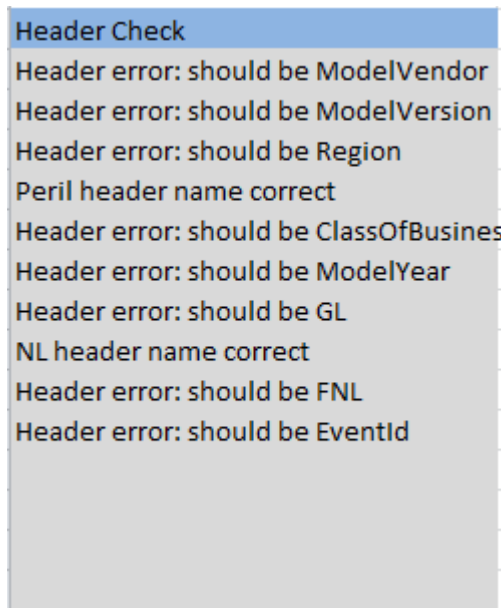 Header Check
Header error: should be ModelVendor
Header error: should be ModelVersion
Header error: should be Region
Peril header name correct
Header error: should be ClassOfBusines
Header error: should be ModelYear
Header error: should be GL
NL header name correct
Header error: should be FNL
Header error: should be EventId